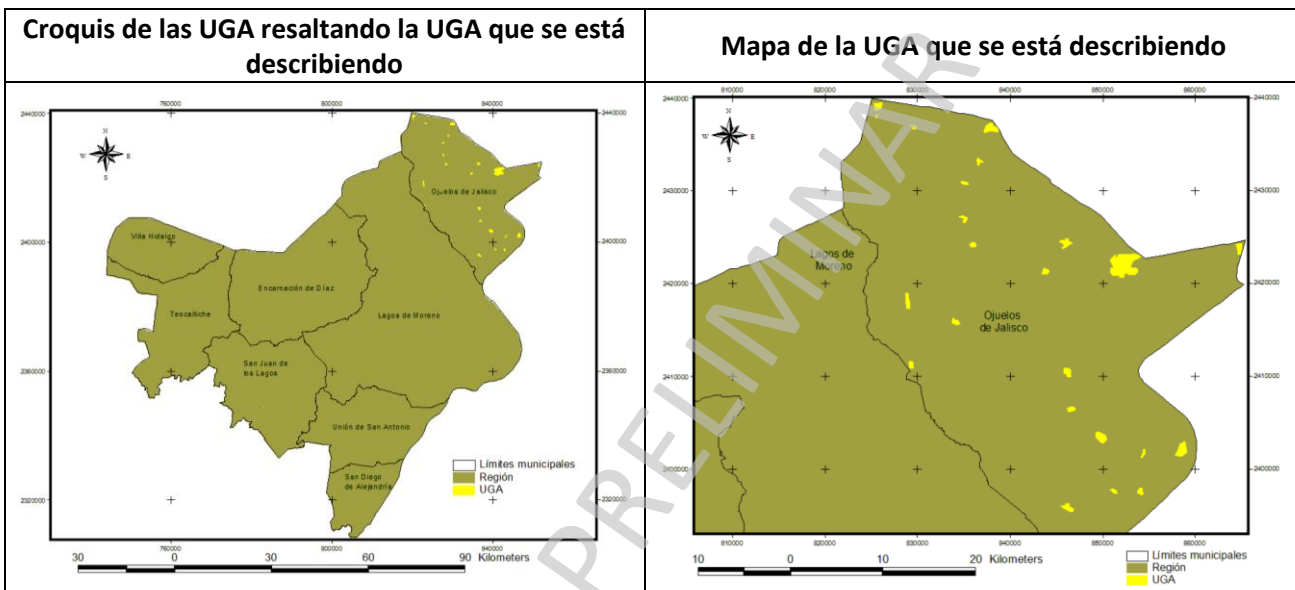 Croquis de las UGA resaltando la UGA que se está
describiendo
Mapa de la UGA que se está describiendo
760000
800000
840000
2440000
2440000
N
W
E
S
Ojuelos de Jalisco
Villa Hidalgo
2400000
2400000
Encarnación de Díaz
Teocaltiche
Lagos de Moreno
San Juan de
los Lagos
2360000
2360000
Unión de San Antonio
San Diego
de Alejandría
Límites municipales
Región
UGA
2320000
2320000
760000
800000
840000
30
0
30
60
90
Kilometers
810000
820000
830000
840000
850000
860000
2440000
2440000
N
W
E
S
2430000
2430000
Lagos de
Moreno
2420000
2420000
Ojuelos
de Jalisco
2410000
2410000
2400000
2400000
810000
820000
830000
840000
850000
860000
10
0
10
20
Kilometers
Límites municipales
Región
UGA
PRELIMINAR